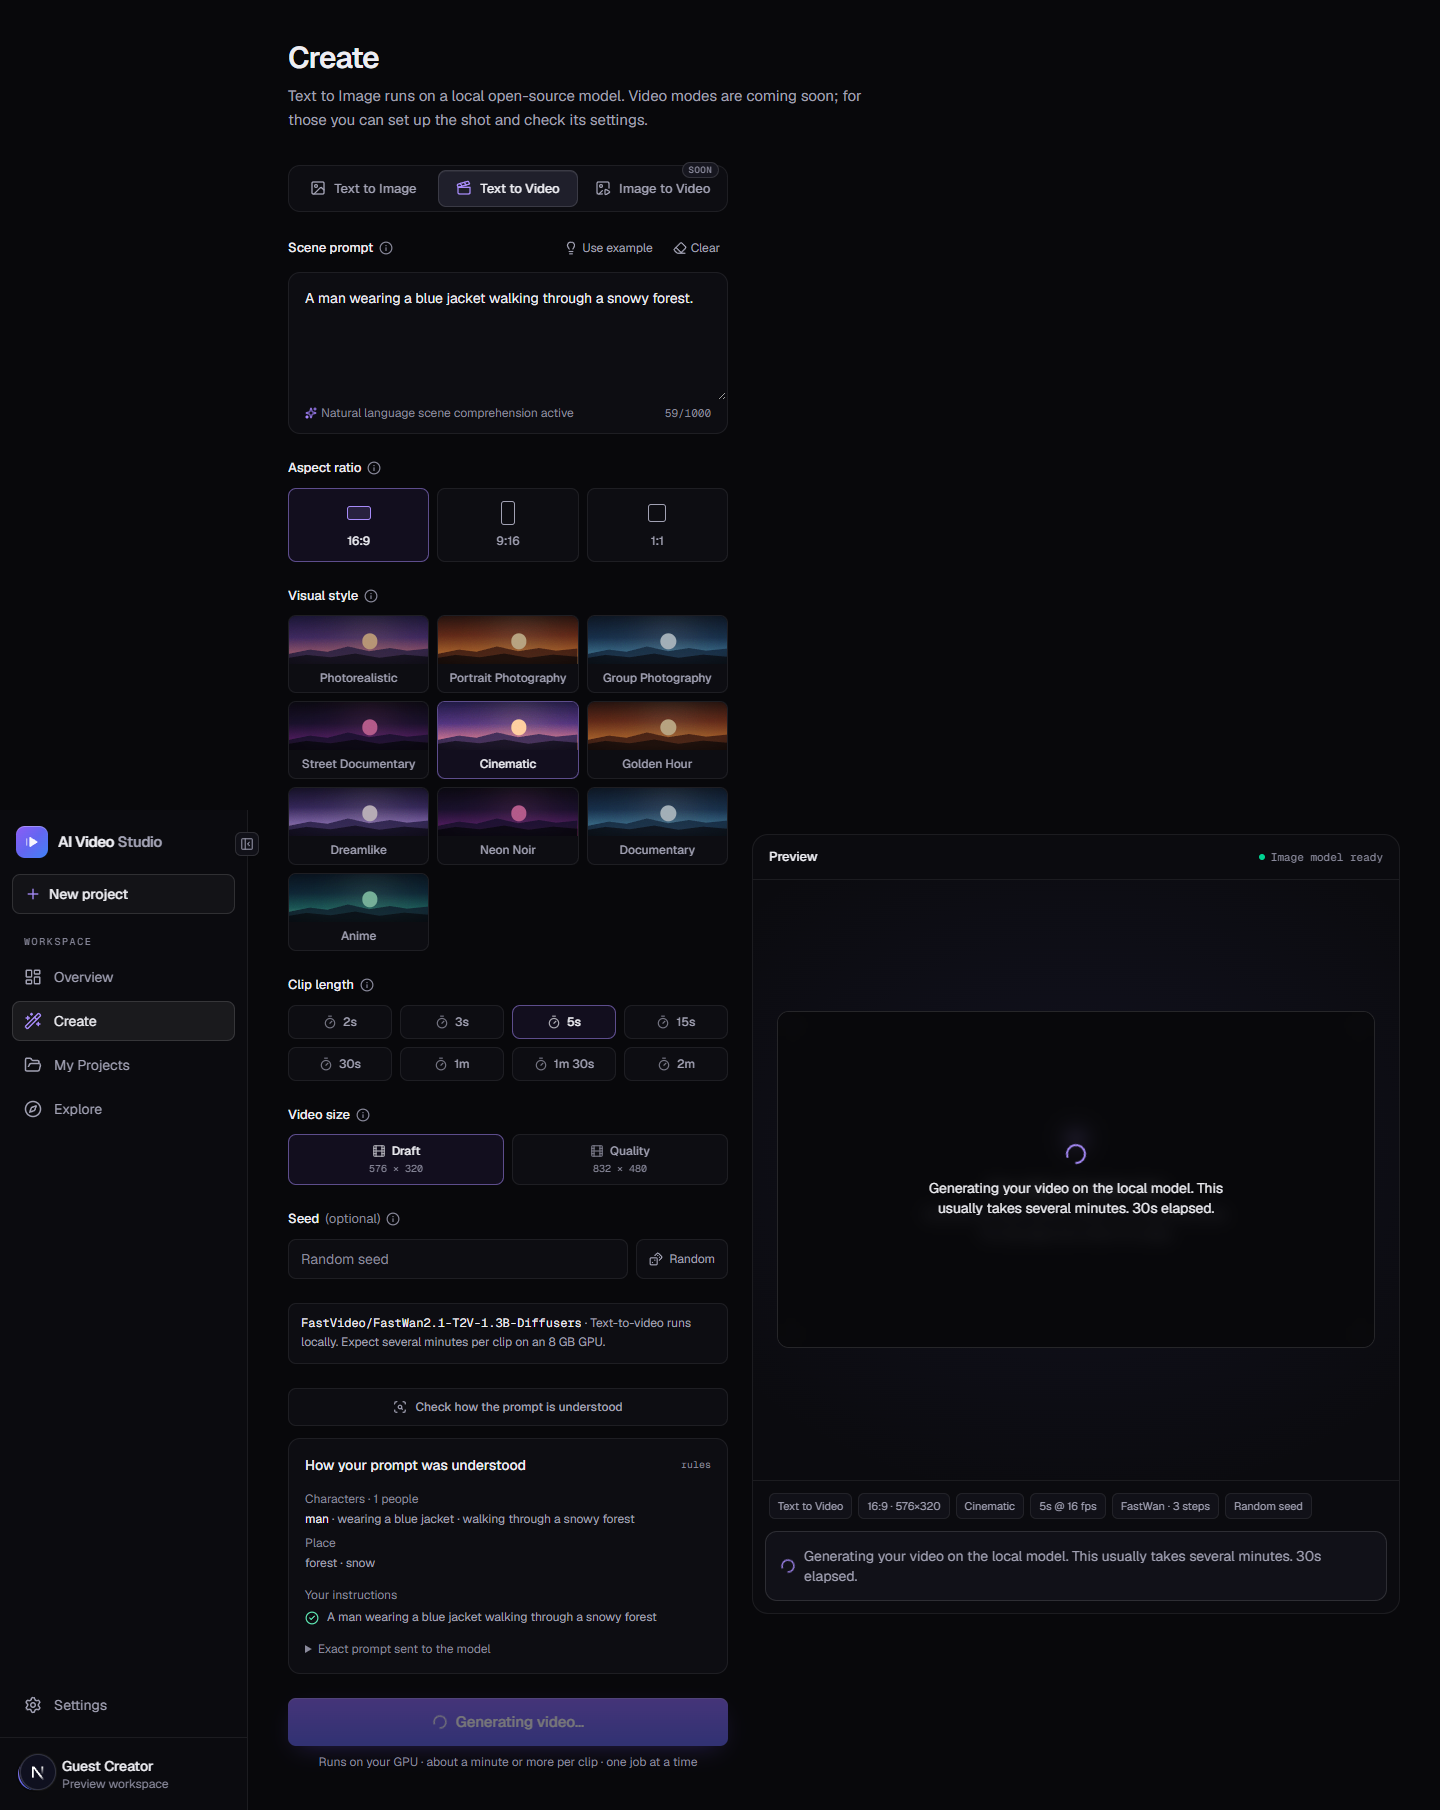 Create
Text to Image runs on a local open-source model. Video modes are coming soon; for
those you can set up the shot and check its settings.
Text to Image
Text to Video
Image to Video
SOON
Scene prompt
Use example
Clear
A man wearing a blue jacket walking through a snowy forest.
Natural language scene comprehension active
59/1000
Aspect ratio
16:9
9:16
1:1
Visual style
Photorealistic
Portrait Photography
Group Photography
Street Documentary
Cinematic
Golden Hour
Dreamlike
Neon Noir
Documentary
Anime
Clip length
2s
3s
5s
15s
30s
1m
1m 30s
2m
Video size
Draft
576 × 320
Quality
832 × 480
Seed (optional)
Random seed
Random
FastVideo/FastWan2.1-T2V-1.3B-Diffusers · Text-to-video runs
locally. Expect several minutes per clip on an 8 GB GPU.
Check how the prompt is understood
How your prompt was understood
rules
Characters · 1 people
man · wearing a blue jacket · walking through a snowy forest
Place
forest · snow
Your instructions
A man wearing a blue jacket walking through a snowy forest
Exact prompt sent to the model
Generating video...
Runs on your GPU · about a minute or more per clip · one job at a time
AI Video Studio
New project
WORKSPACE
Overview
Create
My Projects
Explore
Settings
N
Guest Creator
Preview workspace
Preview
Image model ready
Generating your video on the local model. This
usually takes several minutes. 30s elapsed.
Text to Video
16:9 · 576×320
Cinematic
5s @ 16 fps
FastWan · 3 steps
Random seed
Generating your video on the local model. This usually takes several minutes. 30s
elapsed.